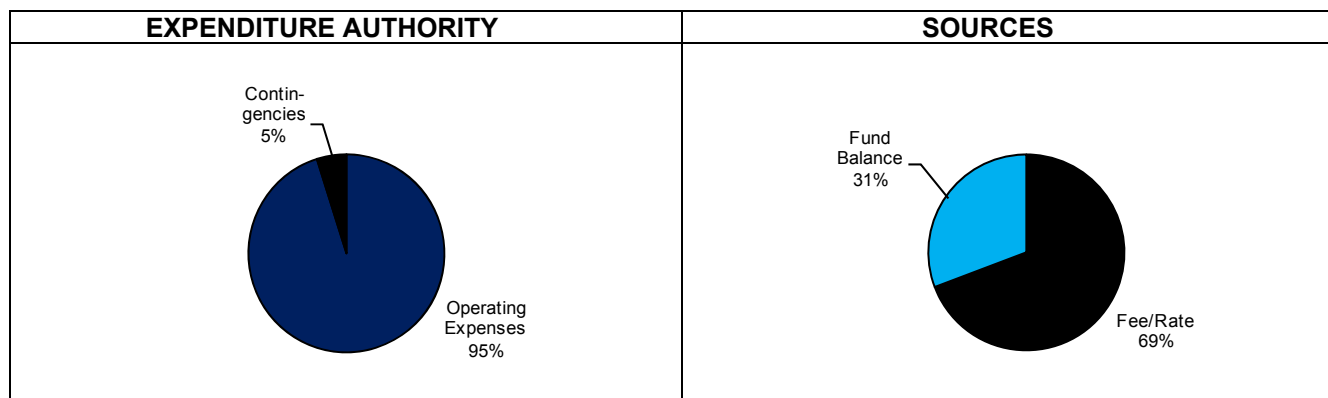 EXPENDITURE AUTHORITY
SOURCES
Contin-
gencies
5%
Operating
Expenses
95%
Fund
Balance
31%
Fee/Rate
69%